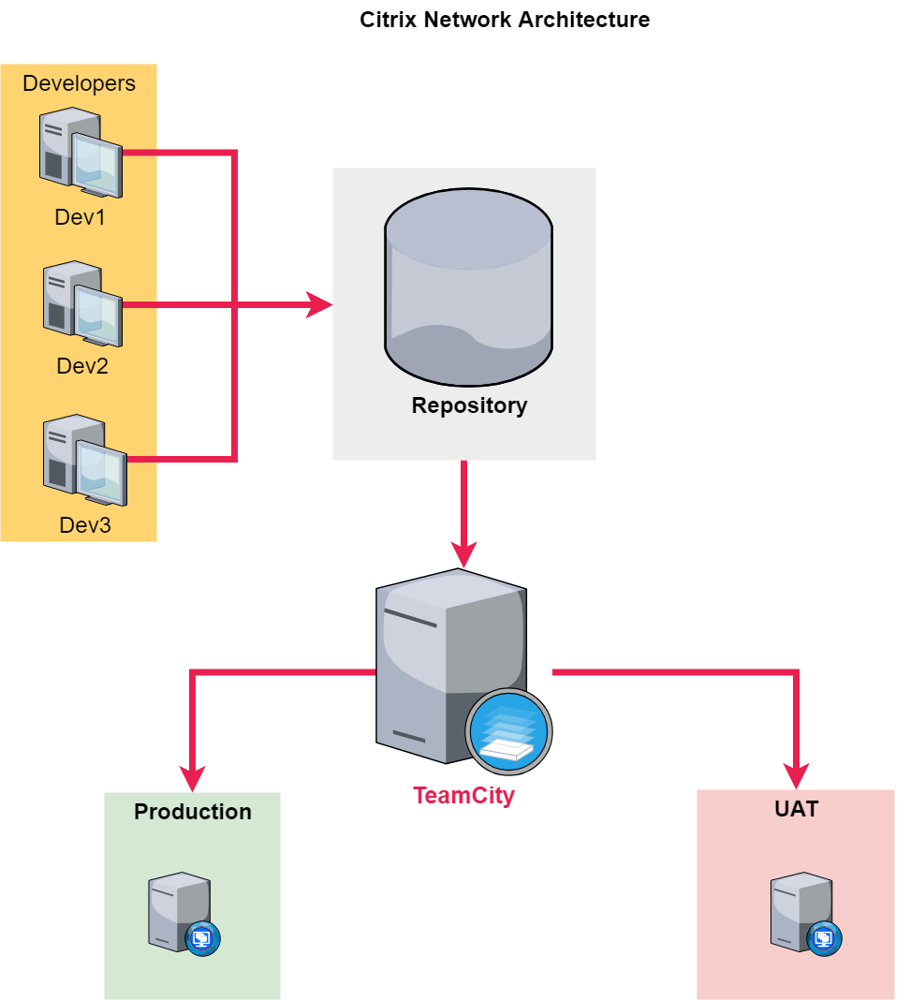 Citrix Network Architecture
Developers
Dev1
Dev2
Dev3
Repository
TeamCity
Production
UAT